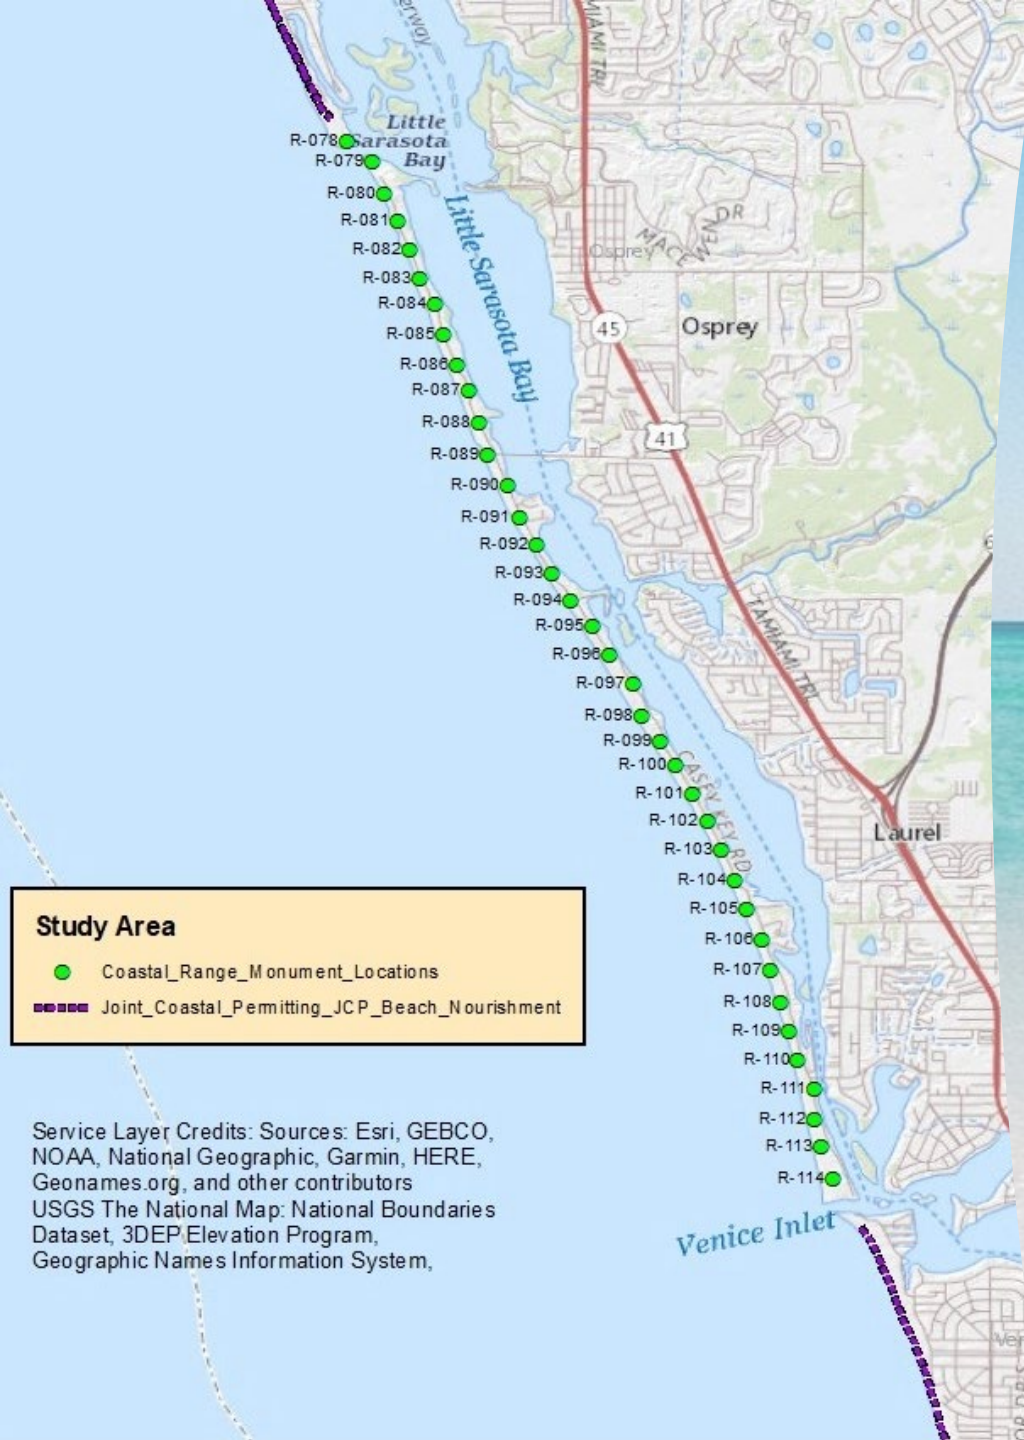 erway
MIAMI TRL
Little
Sarasota
Bay
R-078
R-079
R-080
R-081
R-082
R-083
R-084
R-085
R-086
R-087
R-088
R-089
R-090
R-091
R-092
R-093
R-094
R-095
R-096
R-097
R-098
R-099
R-100
R-101
R-102
R-103
R-104
R-105
R-106
R-107
R-108
R-109
R-110
R-111
R-112
R-113
R-114
Little Sarasota Bay
MACEWEN DR
Osprey
Osprey
45
41
TAMIAMI TRL
CASEY KEY RD
Laurel
Study Area
Coastal_Range_Monument_Locations
Joint_Coastal_Permitting_JCP_Beach_Nourishment
Service Layer Credits: Sources: Esri, GEBCO,
NOAA, National Geographic, Garmin, HERE,
Geonames.org, and other contributors
USGS The National Map: National Boundaries
Dataset, 3DEP Elevation Program,
Geographic Names Information System,
Venice Inlet
Ven